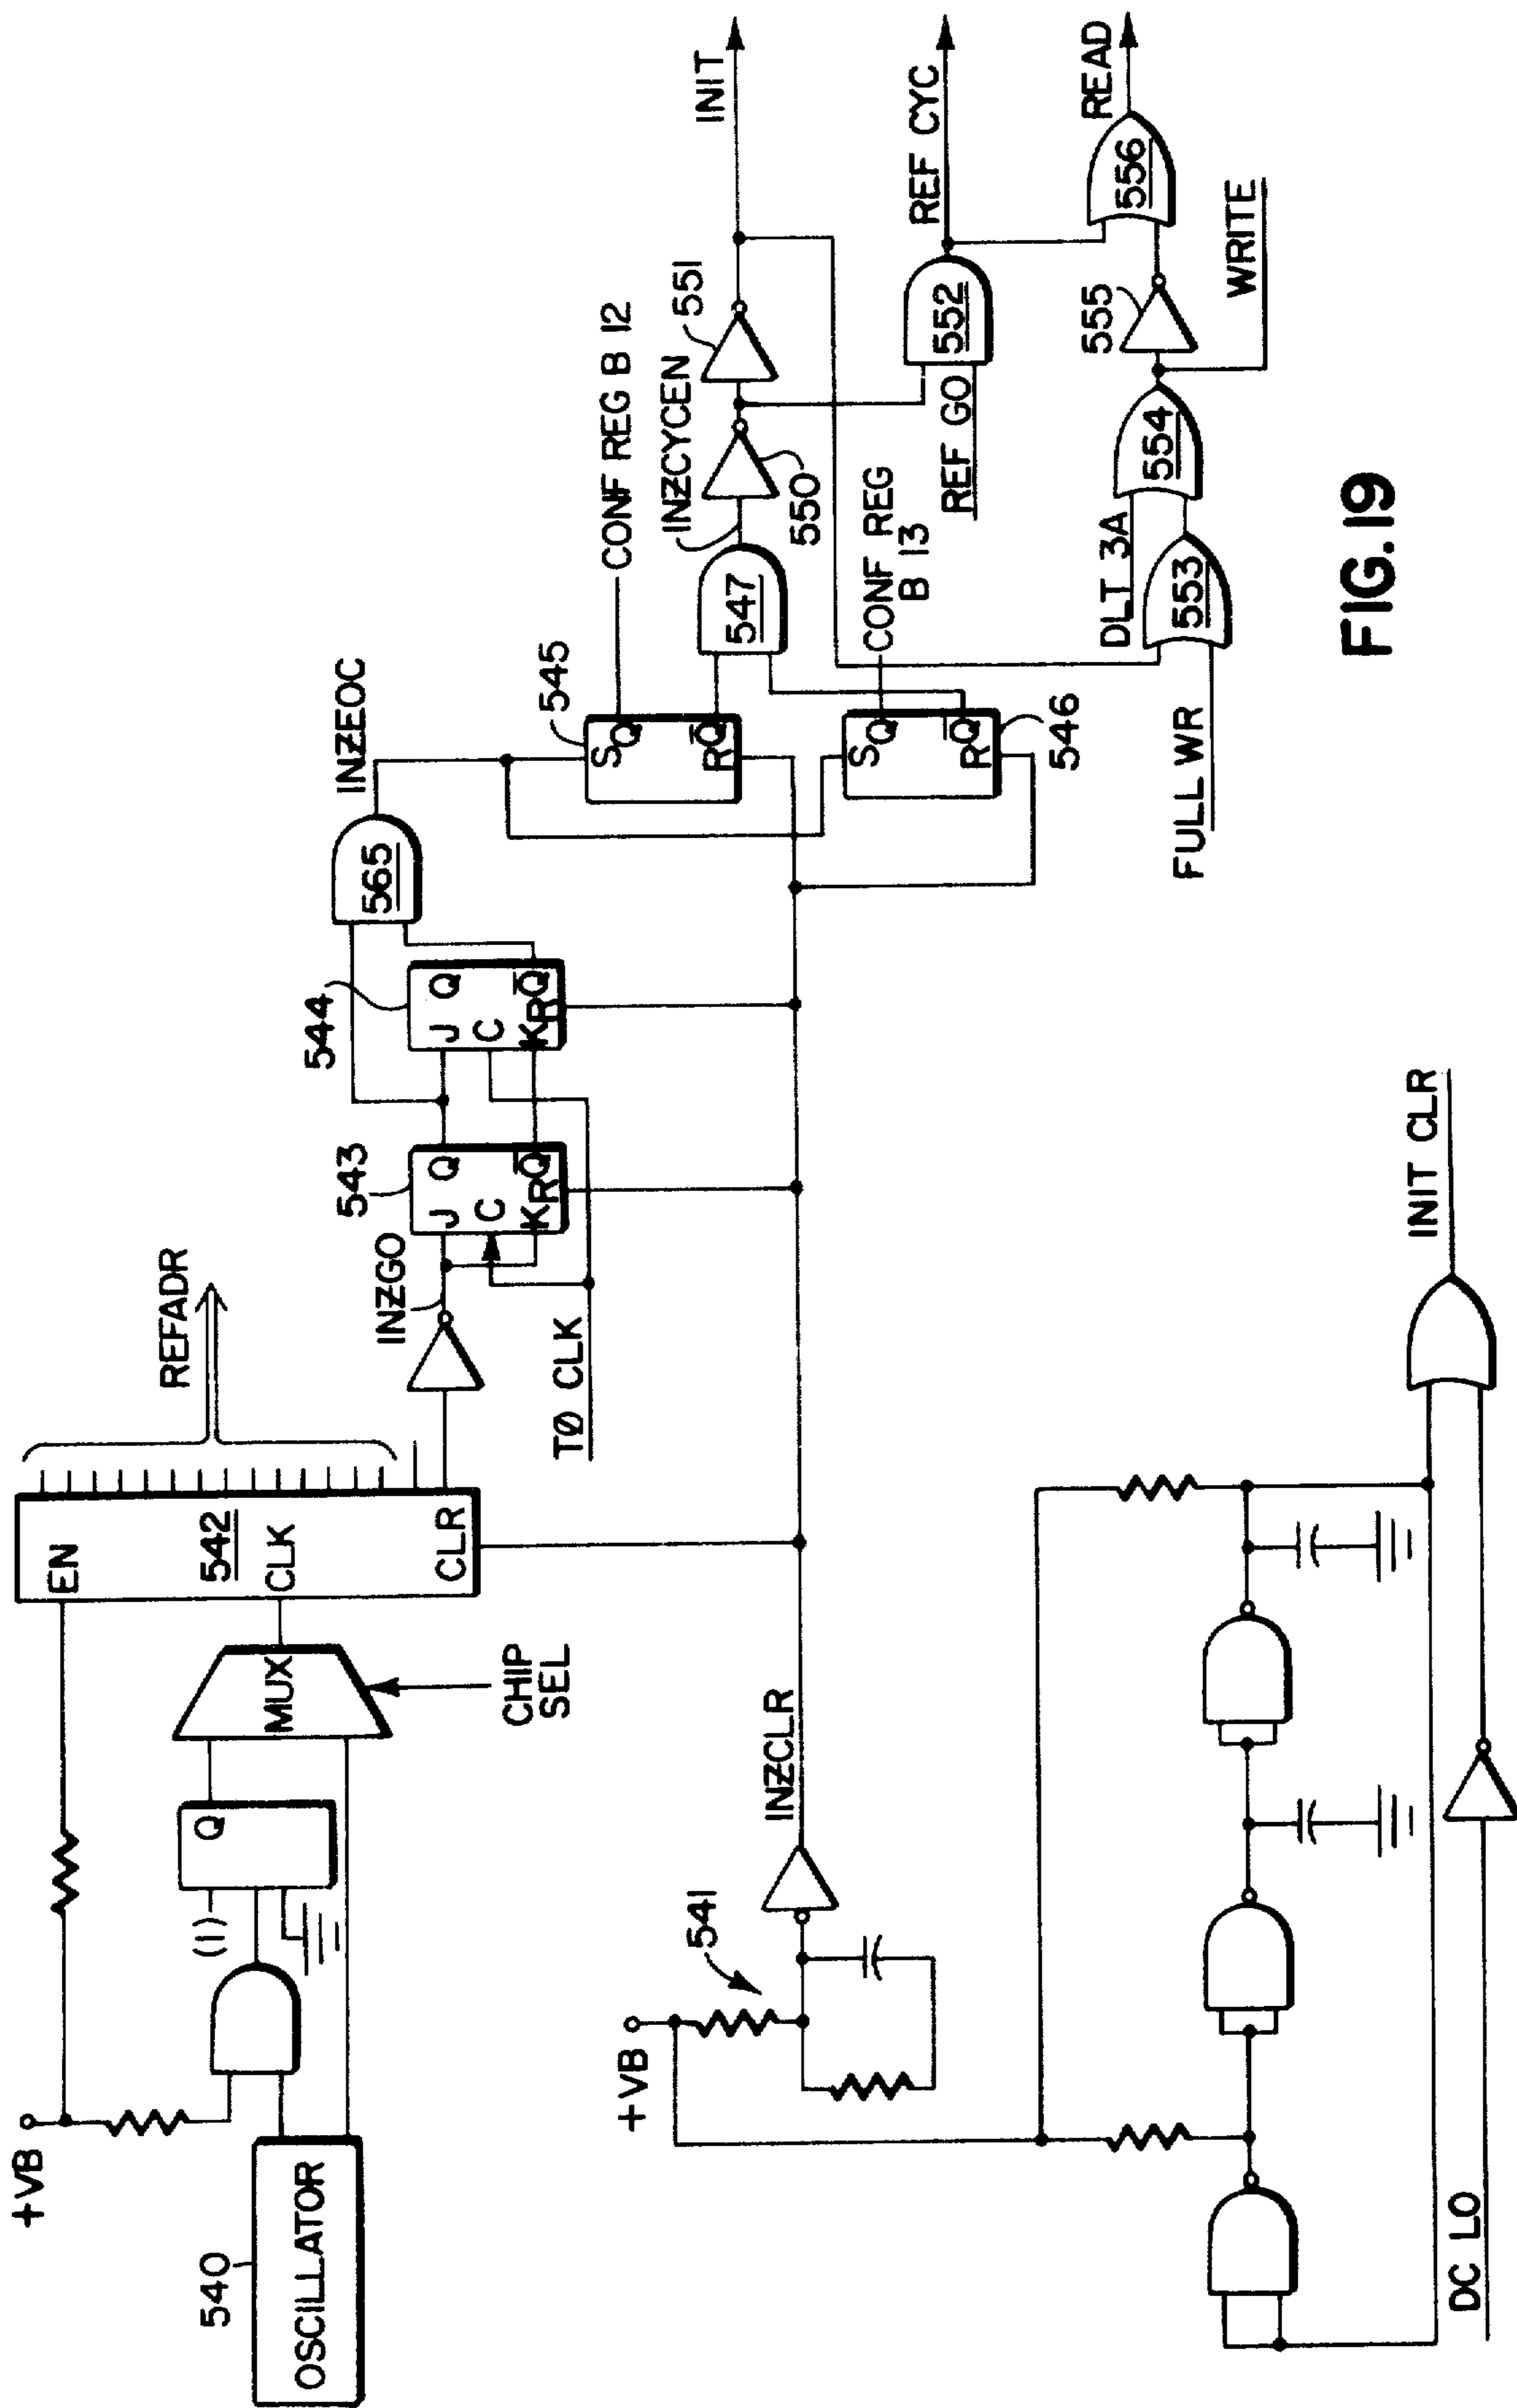 +VB
540
OSCILLATOR
(1)
Q
MUX
CHIP
SEL
EN
542
CLK
CLR
REFADR
INZGO
TØ CLK
543
J
Q
C
K
R
Q̅
544
J
Q
C
K
R
Q̅
565
INZEOC
545
S
Q
R
Q̅
CONF REG B 12
547
INZCYCEN
550
551
INIT
546
S
Q
R
Q̅
CONF REG
B 13
552
REF GO
REF CYC
DLT 3A
553
FULL WR
554
555
WRITE
556
READ
+VB
541
INZCLR
DC LO
INIT CLR
FIG.19